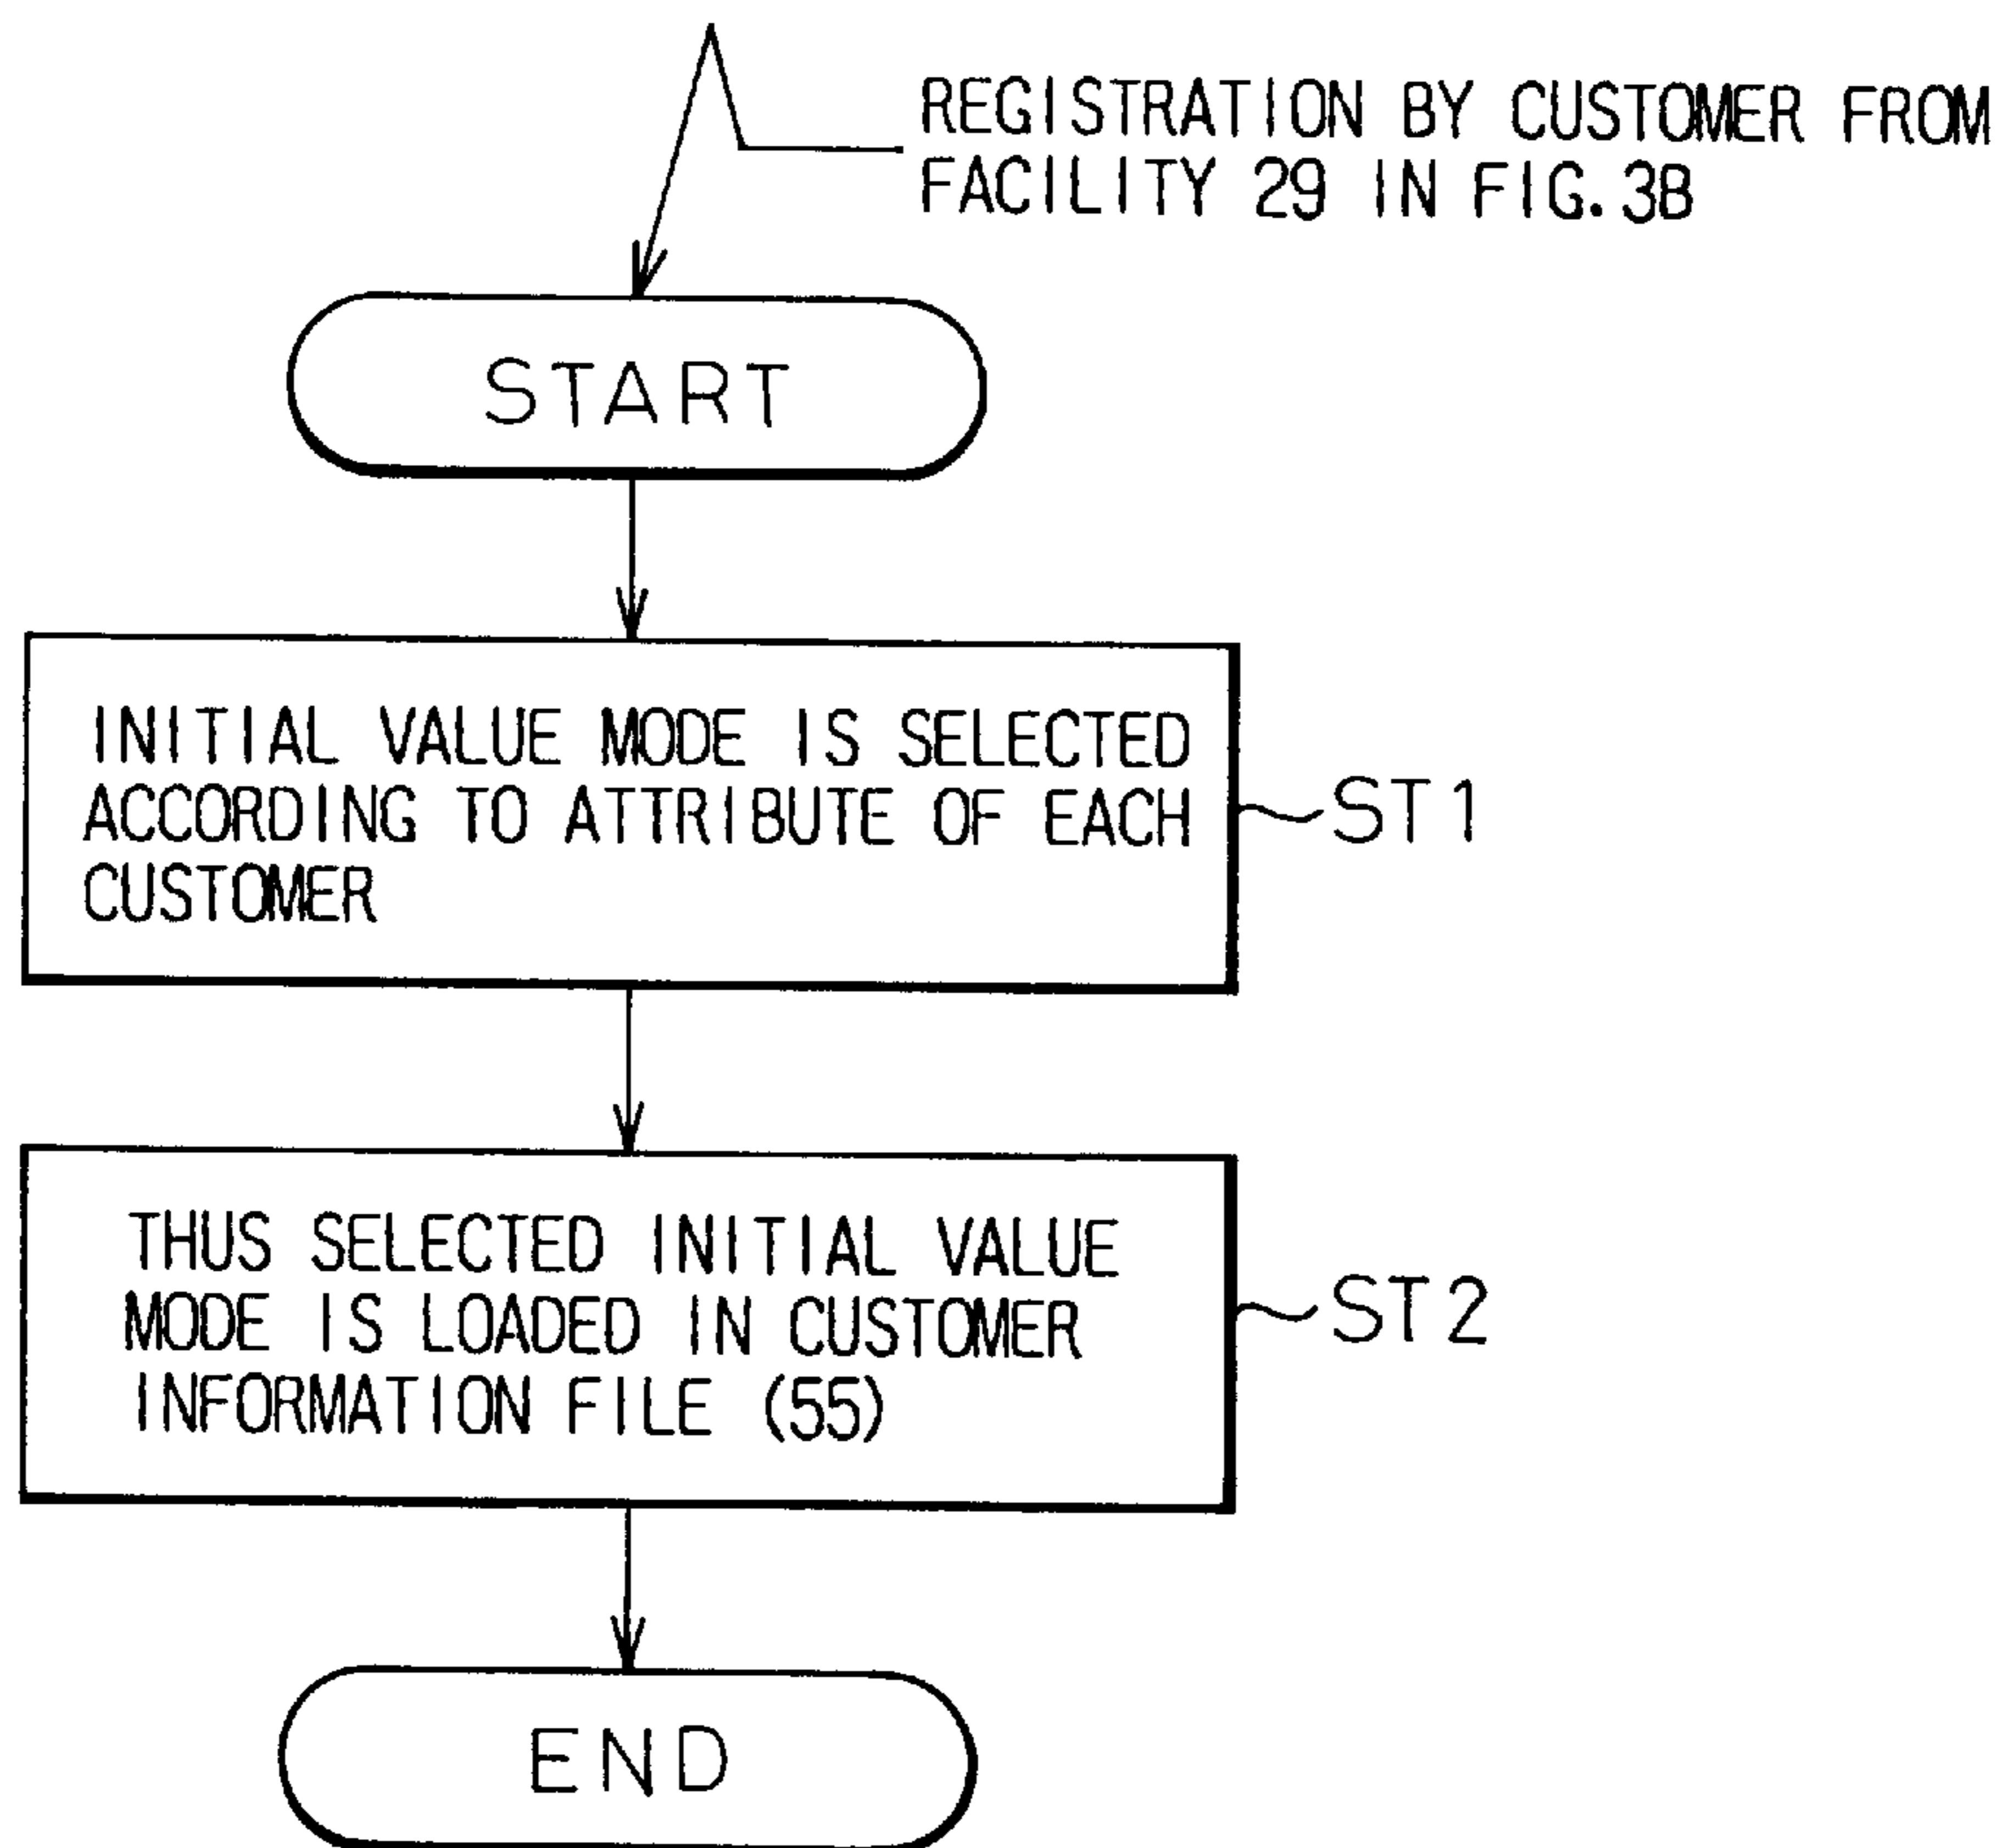 REGISTRATION BY CUSTOMER FROM
FACILITY 29 IN FIG. 3B
START
INITIAL VALUE MODE IS SELECTED
ACCORDING TO ATTRIBUTE OF EACH
CUSTOMER
ST1
THUS SELECTED INITIAL VALUE
MODE IS LOADED IN CUSTOMER
INFORMATION FILE (55)
ST2
END